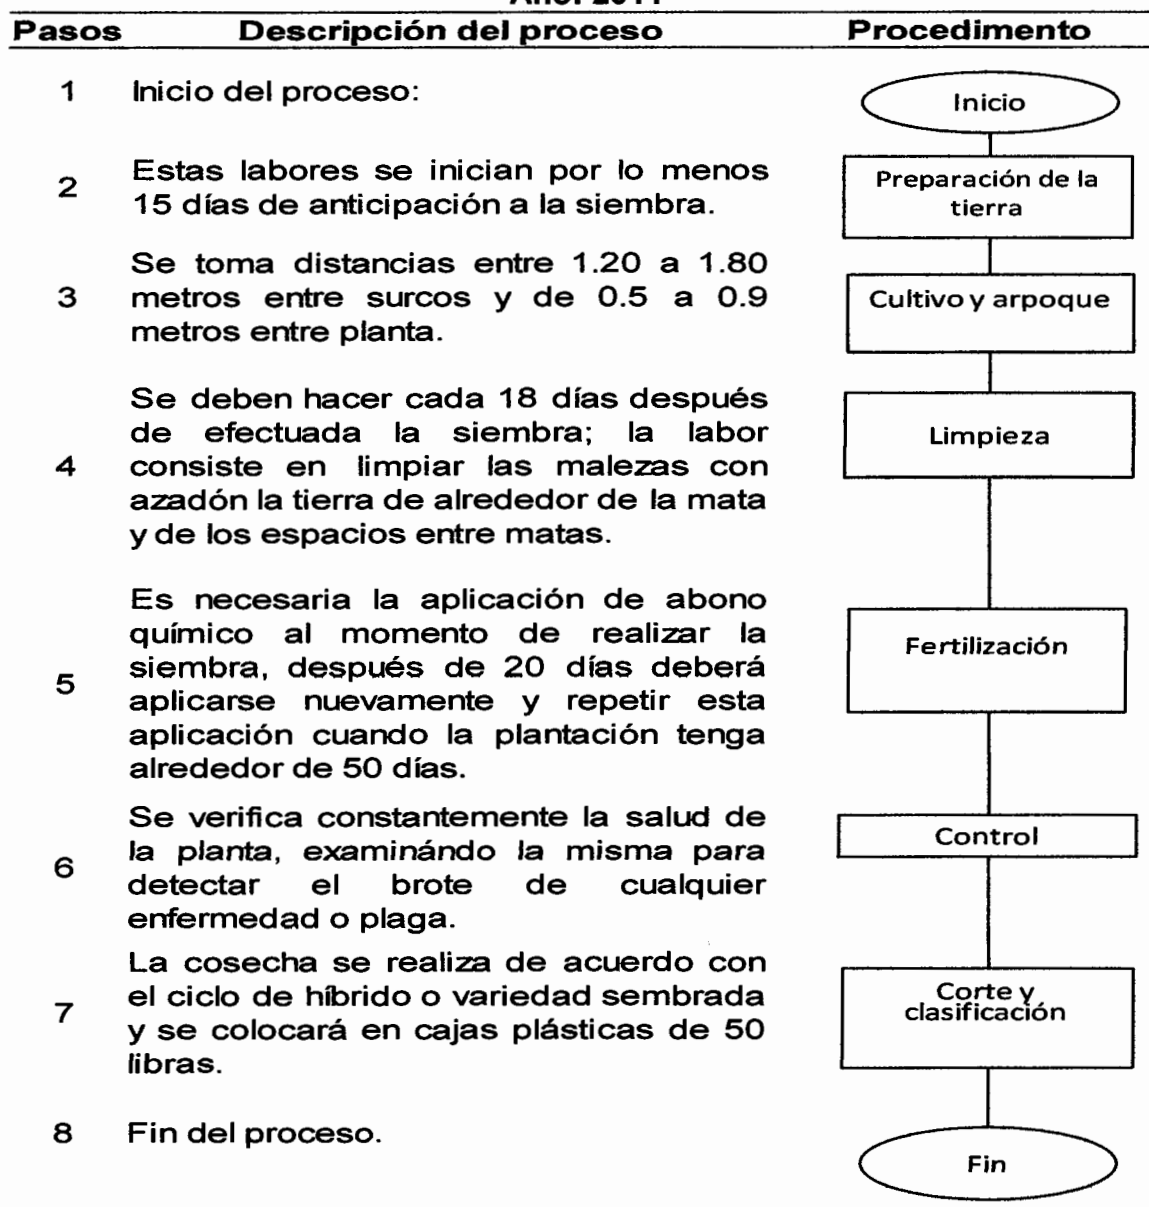 Pasos Descripción del proceso Procedimento
1 Inicio del proceso:
Inicio
2 Estas labores se inician por lo menos
15 días de anticipación a la siembra.
Preparación de la
tierra
3 Se toma distancias entre 1.20 a 1.80
metros entre surcos y de 0.5 a 0.9
metros entre planta.
Cultivo y arpoque
4 Se deben hacer cada 18 días después
de efectuada la siembra; la labor
consiste en limpiar las malezas con
azadón la tierra de alrededor de la mata
y de los espacios entre matas.
Limpieza
5 Es necesaria la aplicación de abono
químico al momento de realizar la
siembra, después de 20 días deberá
aplicarse nuevamente y repetir esta
aplicación cuando la plantación tenga
alrededor de 50 días.
Fertilización
6 Se verifica constantemente la salud de
la planta, examinándo la misma para
detectar el brote de cualquier
enfermedad o plaga.
Control
7 La cosecha se realiza de acuerdo con
el ciclo de híbrido o variedad sembrada
y se colocará en cajas plásticas de 50
libras.
Corte y
clasificación
8 Fin del proceso.
Fin